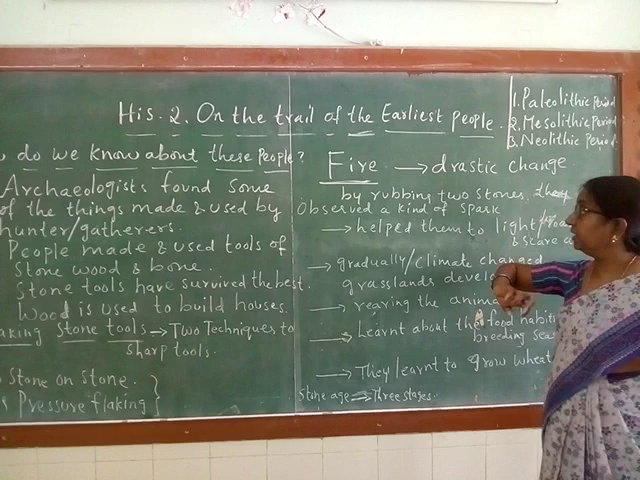 His. 2. On the trail of the Earliest people.
do we know about these People?
Archaeologists found some
of the things made & used by
hunter/gatherers.
People made & used tools of
Stone wood & bone.
Stone tools have survived the best.
Wood is used to build houses.
Stone tools → Two Techniques to
sharp tools.
Stone on Stone.
Pressure flaking
Fire → drastic change
by rubbing two stones. they
Observed a kind of spark
→ helped them to light
& scare
→ gradually/climate changed
grasslands
→ rearing the
→ Learnt about the food
breeding
→ They learnt to grow wheat
Stone age → Three stages.
1. Paleolithic Period
2. Mesolithic Period
3. Neolithic Period.